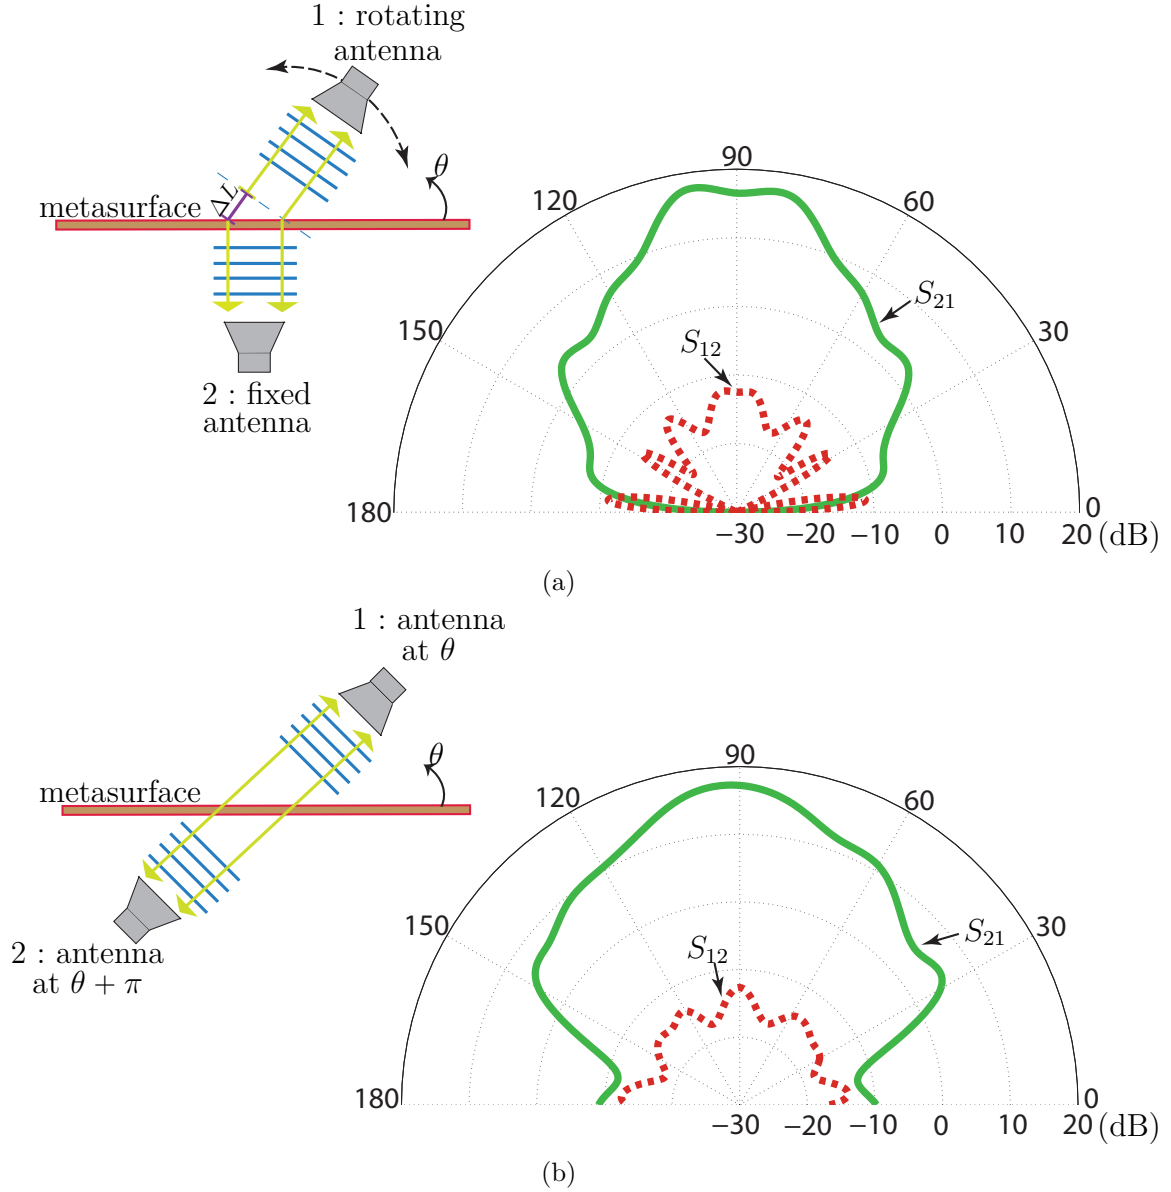 1 : rotating
antenna
θ
ΔL
metasurface
2 : fixed
antenna
90
120
60
150
30
180
0
S21
S12
−30
−20
−10
0
10
20
(dB)
(a)
1 : antenna
at θ
θ
metasurface
2 : antenna
at θ + π
90
120
60
150
30
180
0
S21
S12
−30
−20
−10
0
10
20
(dB)
(b)